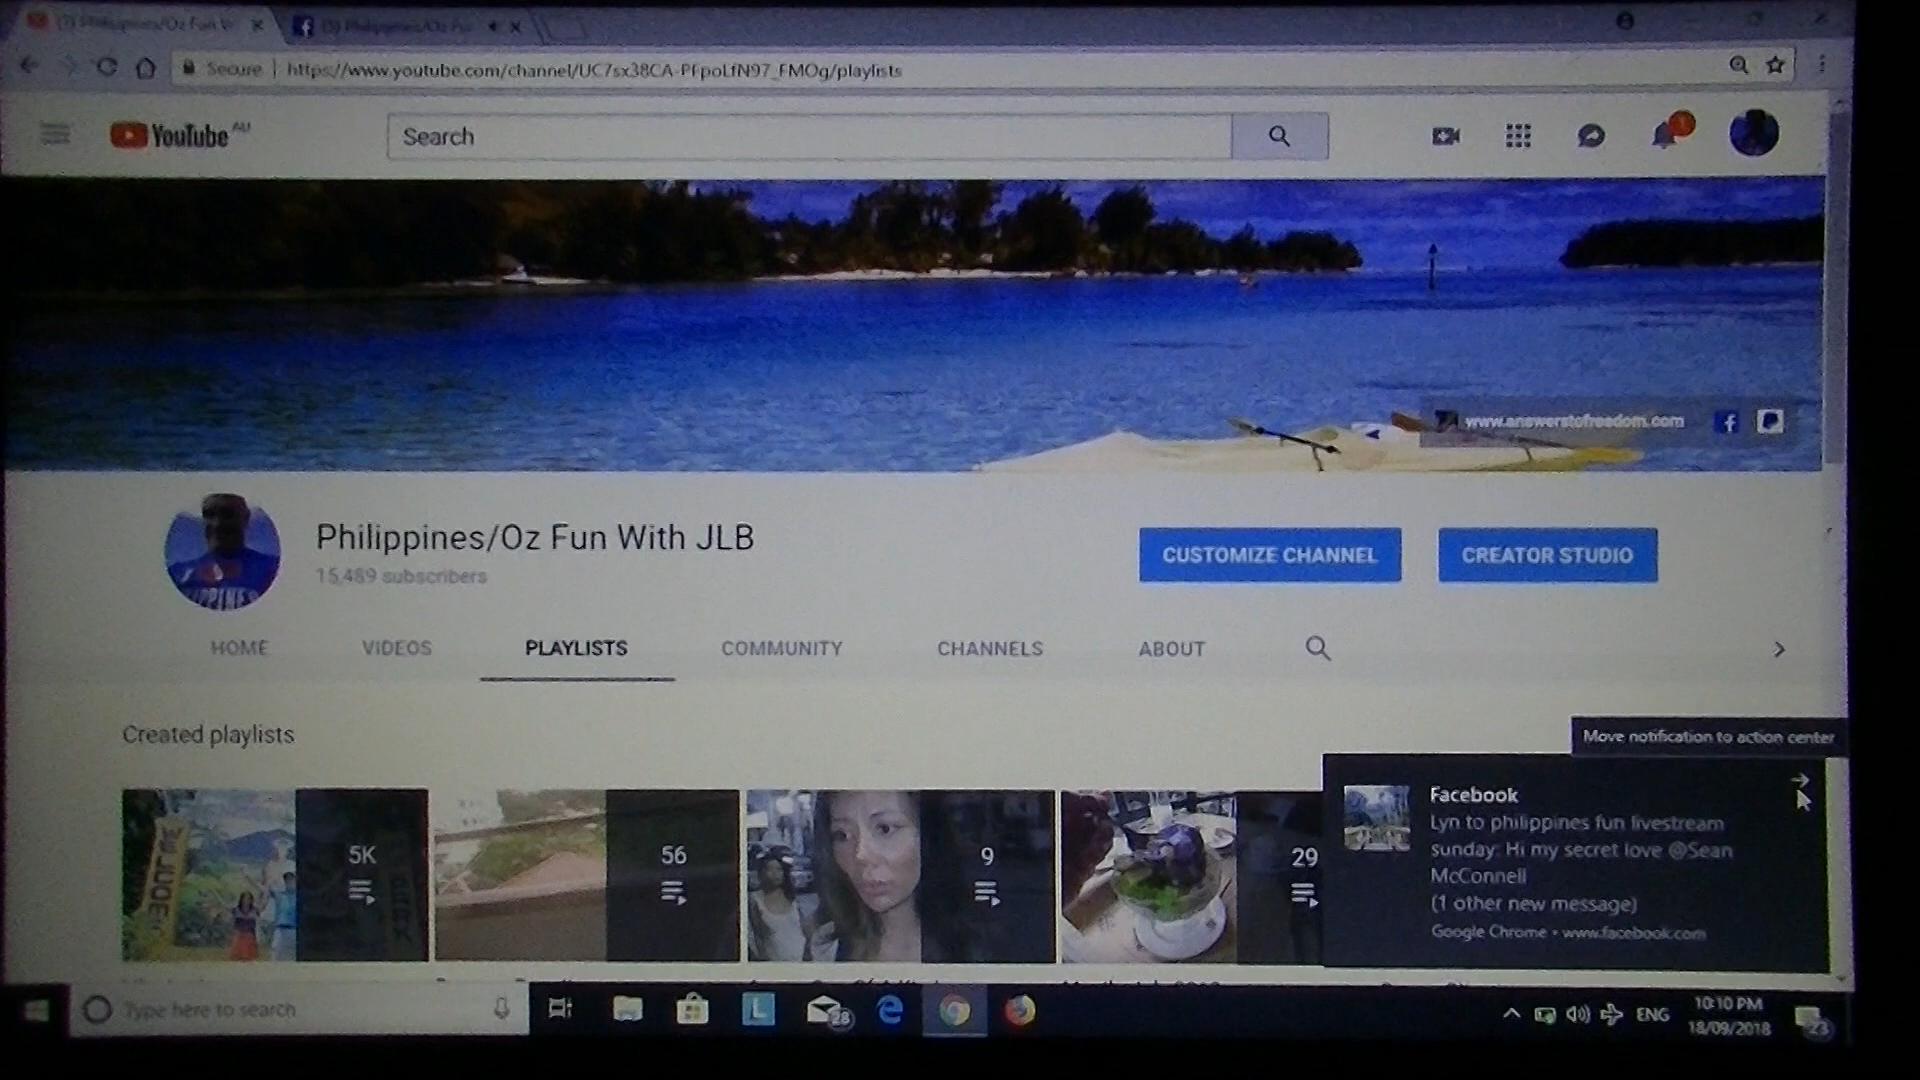 (3) Philippines/Oz Fu
Secure
https://www.youtube.com/channel/UC7sx38CA-PFpoLfN97_FMOg/playlists
YouTube AU
Search
1
www.answerstofreedom.com
Philippines/Oz Fun With JLB
15,489 subscribers
CUSTOMIZE CHANNEL
CREATOR STUDIO
HOME
VIDEOS
PLAYLISTS
COMMUNITY
CHANNELS
ABOUT
Created playlists
Move notification to action center
5K
56
9
29
Facebook
Lyn to philippines fun livestream
sunday: Hi my secret love @Sean
McConnell
(1 other new message)
Google Chrome • www.facebook.com
Type here to search
L
28
ENG
10:10 PM
18/09/2018
23